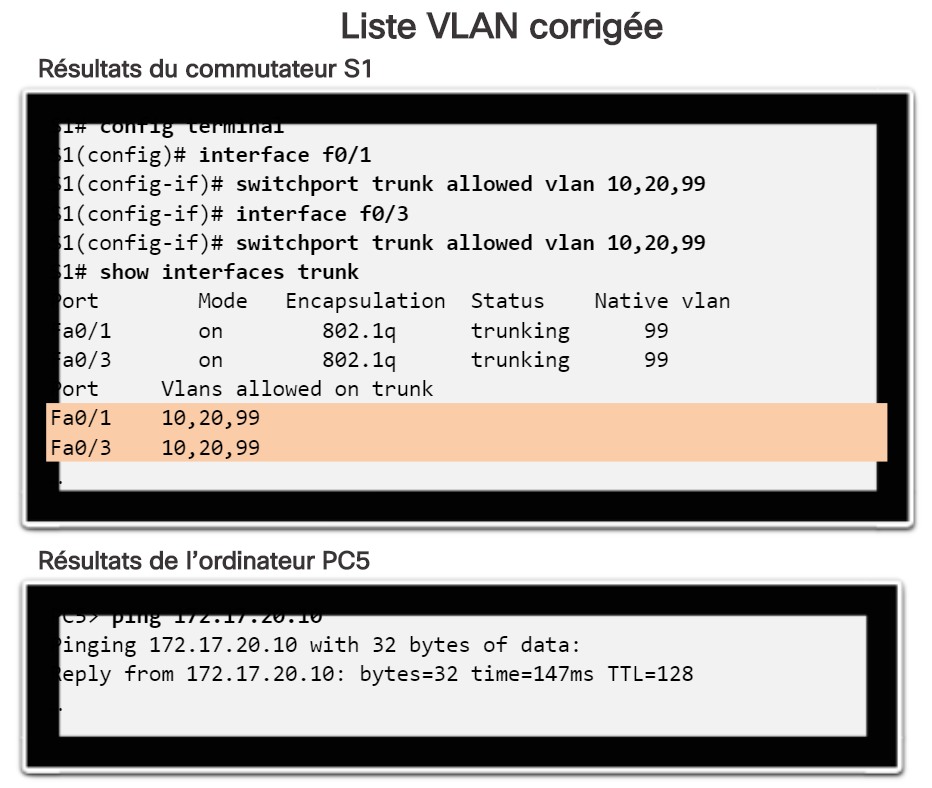 Liste VLAN corrigée
Résultats du commutateur S1
S1# config terminal
S1(config)# interface f0/1
S1(config-if)# switchport trunk allowed vlan 10,20,99
S1(config-if)# interface f0/3
S1(config-if)# switchport trunk allowed vlan 10,20,99
S1# show interfaces trunk
Port Mode Encapsulation Status Native vlan
Fa0/1 on 802.1q trunking 99
Fa0/3 on 802.1q trunking 99
Port Vlans allowed on trunk
Fa0/1 10,20,99
Fa0/3 10,20,99
.
Résultats de l’ordinateur PC5
PC5> ping 172.17.20.10
Pinging 172.17.20.10 with 32 bytes of data:
Reply from 172.17.20.10: bytes=32 time=147ms TTL=128
.